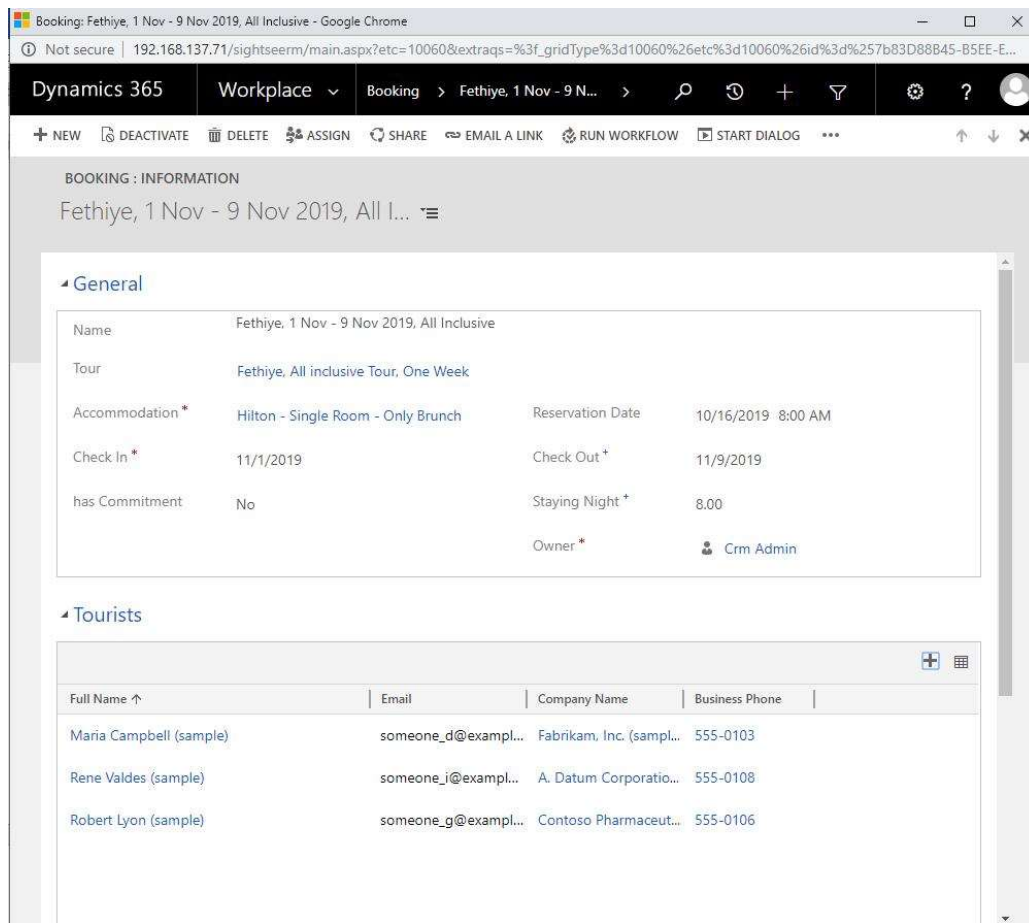 Booking: Fethiye, 1 Nov - 9 Nov 2019, All Inclusive - Google Chrome
Not secure | 192.168.137.71/sightseerm/main.aspx?etc=10060&extraqs=%3f_gridType%3d10060%26etc%3d10060%26id%3d%257b83D88B45-B5EE-E...
Dynamics 365 Workplace Booking > Fethiye, 1 Nov - 9 N... > ?
+ NEW DEACTIVATE DELETE ASSIGN SHARE EMAIL A LINK RUN WORKFLOW START DIALOG •••
BOOKING : INFORMATION
Fethiye, 1 Nov - 9 Nov 2019, All I...
General
Name Fethiye, 1 Nov - 9 Nov 2019, All Inclusive
Tour Fethiye, All inclusive Tour, One Week
Accommodation * Hilton - Single Room - Only Brunch Reservation Date 10/16/2019 8:00 AM
Check In * 11/1/2019 Check Out + 11/9/2019
has Commitment No Staying Night + 8.00
Owner * Crm Admin
Tourists
Full Name ↑ Email Company Name Business Phone
Maria Campbell (sample) someone_d@exampl... Fabrikam, Inc. (sampl... 555-0103
Rene Valdes (sample) someone_i@exampl... A. Datum Corporatio... 555-0108
Robert Lyon (sample) someone_g@exampl... Contoso Pharmaceut... 555-0106